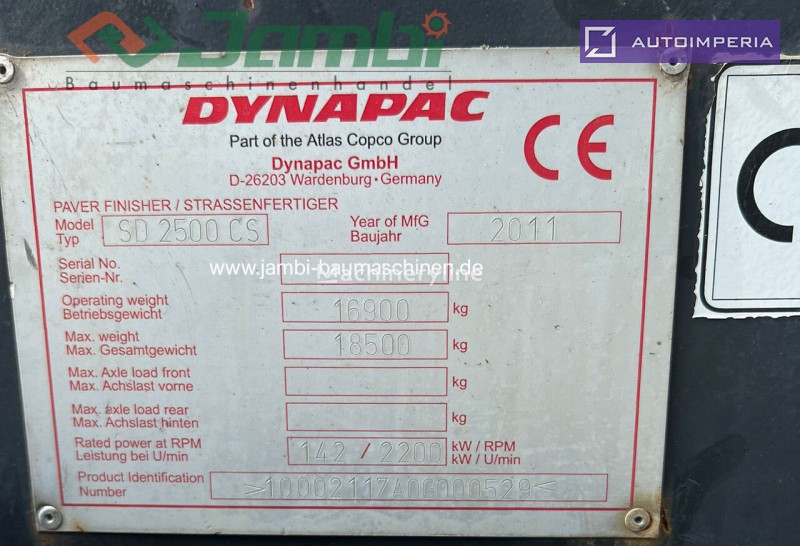 Jambi
Baumaschinenhandel
AUTOIMPERIA
DYNAPAC
Part of the Atlas Copco Group
Dynapac GmbH
D-26203 Wardenburg • Germany
CE
PAVER FINISHER / STRASSENFERTIGER
Model SD 2500 CS Year of MfG 2011
Typ Baujahr
Serial No.
Serien-Nr.
www.jambi-baumaschinen.de
Machineryline
Operating weight 16900 kg
Betriebsgewicht
Max. weight 18500 kg
Max. Gesamtgewicht
Max. Axle load front kg
Max. Achslast vorne
Max. axle load rear kg
Max. Achslast hinten
Rated power at RPM 142 / 2200 kW / RPM
Leistung bei U/min kW / U/min
Product Identification >10002117A0G000529<
Number